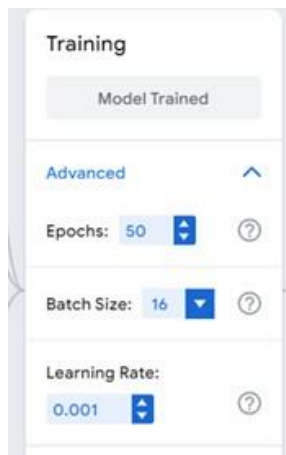 Training
Model Trained
Advanced
Epochs: 50
Batch Size: 16
Learning Rate:
0.001